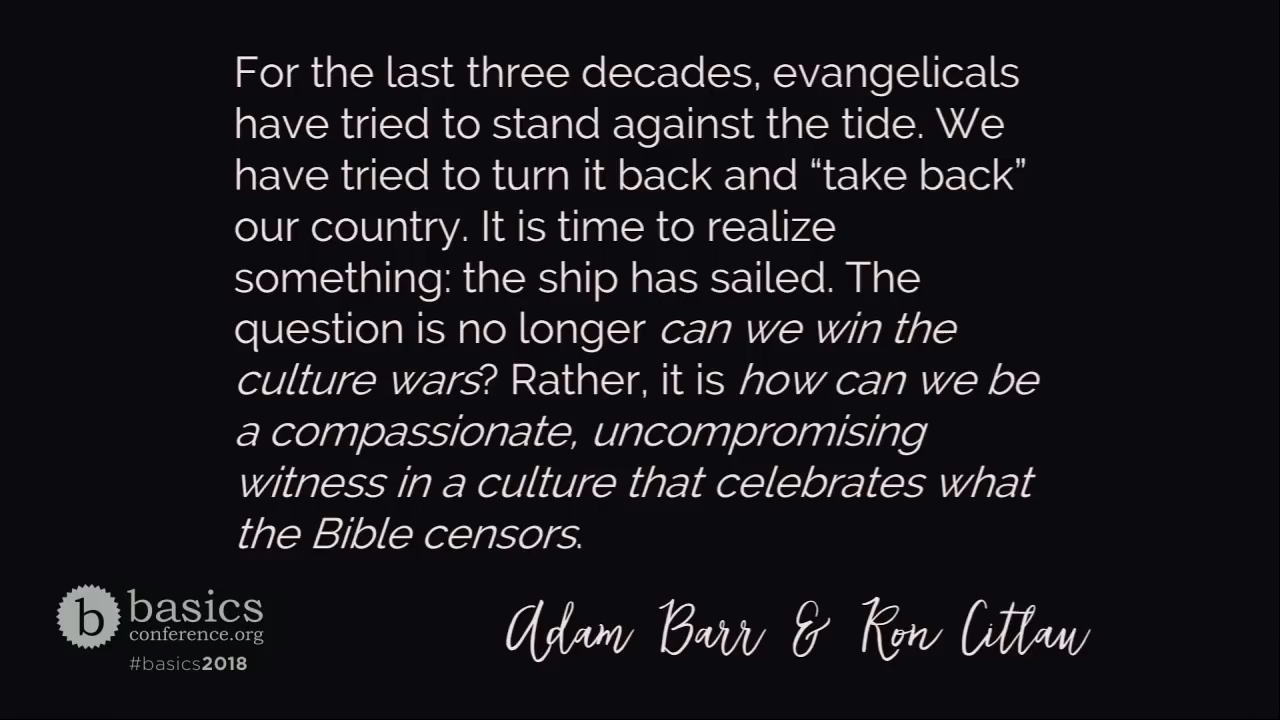 For the last three decades, evangelicals
have tried to stand against the tide. We
have tried to turn it back and “take back”
our country. It is time to realize
something: the ship has sailed. The
question is no longer can we win the
culture wars? Rather, it is how can we be
a compassionate, uncompromising
witness in a culture that celebrates what
the Bible censors.
Adam Barr & Ron Citlau
b basics
conference.org
#basics2018